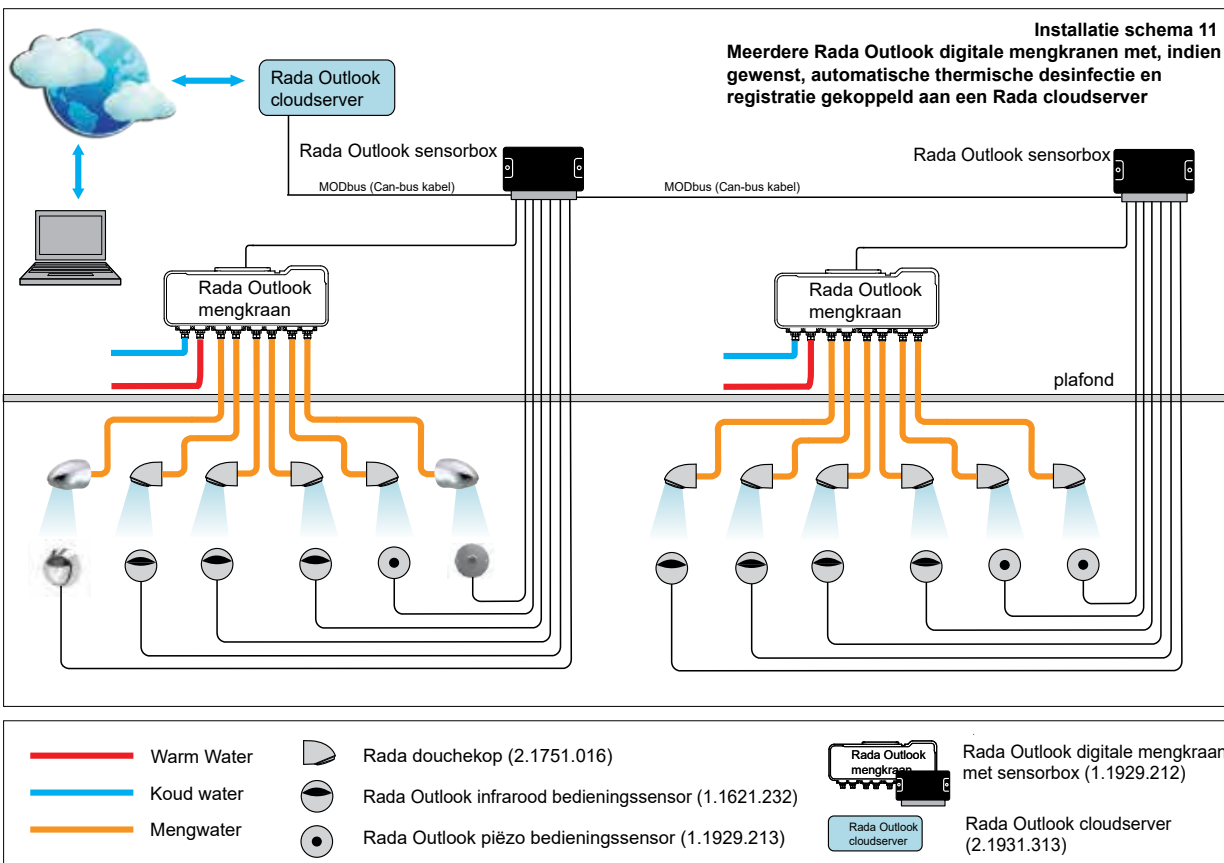 Installatie schema 11
Meerdere Rada Outlook digitale mengkranen met, indien
gewenst, automatische thermische desinfectie en
registratie gekoppeld aan een Rada cloudserver
Rada Outlook
cloudserver
Rada Outlook sensorbox
Rada Outlook sensorbox
MODbus (Can-bus kabel)
MODbus (Can-bus kabel)
Rada Outlook
mengkraan
Rada Outlook
mengkraan
plafond
Warm Water
Koud water
Mengwater
Rada douchekop (2.1751.016)
Rada Outlook infrarood bedieningssensor (1.1621.232)
Rada Outlook piëzo bedieningssensor (1.1929.213)
Rada Outlook
mengkraan
Rada Outlook digitale mengkraan
met sensorbox (1.1929.212)
Rada Outlook
cloudserver
Rada Outlook cloudserver
(2.1931.313)